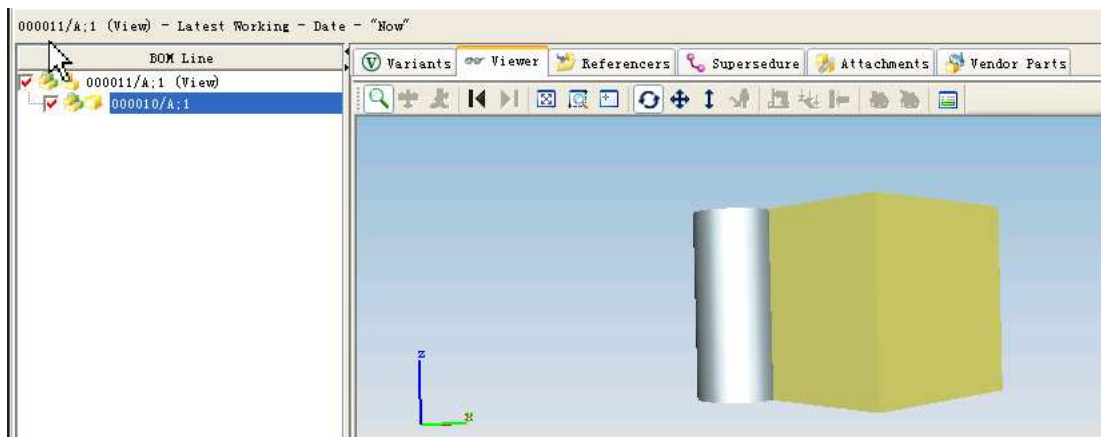 000011/A;1 (View) - Latest Working - Date - "Now"
BOM Line
000011/A;1 (View)
000010/A;1
Variants Viewer Referencers Supersedure Attachments Vendor Parts
z